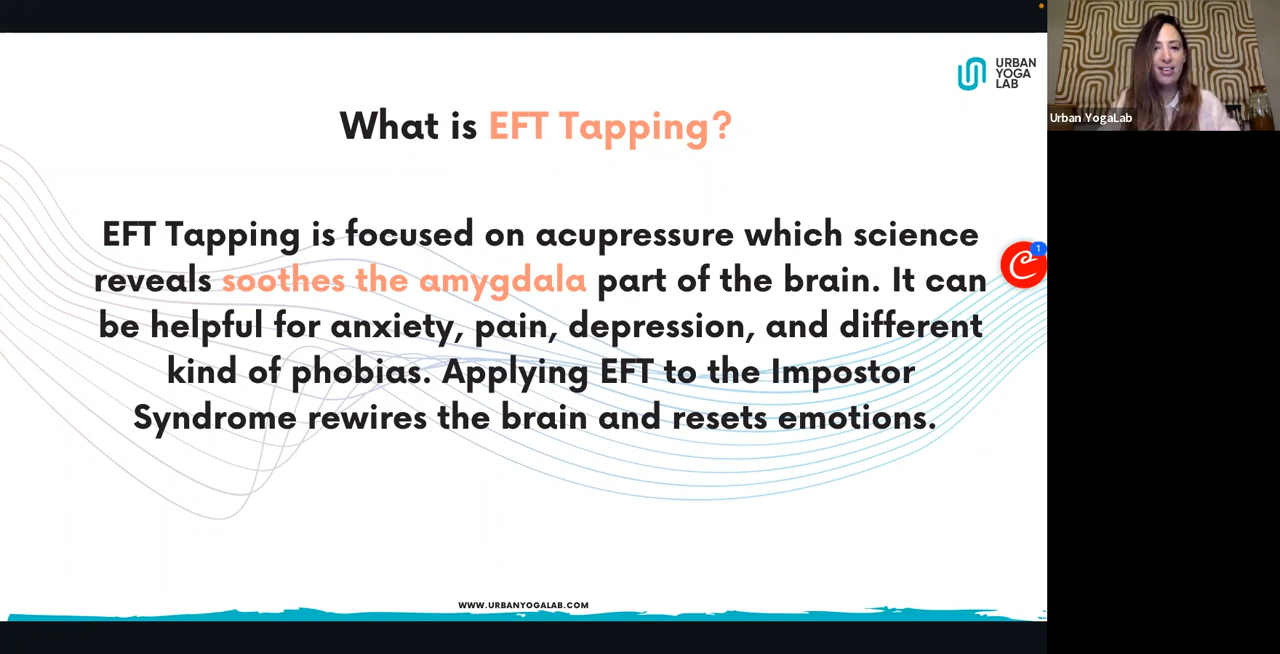 URBAN
YOGA
LAB
What is EFT Tapping?
EFT Tapping is focused on acupressure which science
reveals soothes the amygdala part of the brain. It can
be helpful for anxiety, pain, depression, and different
kind of phobias. Applying EFT to the Impostor
Syndrome rewires the brain and resets emotions.
WWW.URBANYOGALAB.COM
Urban YogaLab
1